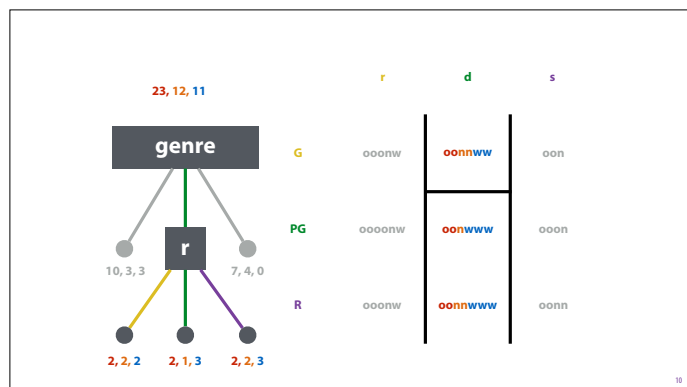 r d s
23, 12, 11
genre
G ooonw oonnww oon
PG oooonw oonwww ooon
r
10, 3, 3 7, 4, 0
R ooonw oonnwww oonn
2, 2, 2 2, 1, 3 2, 2, 3
10